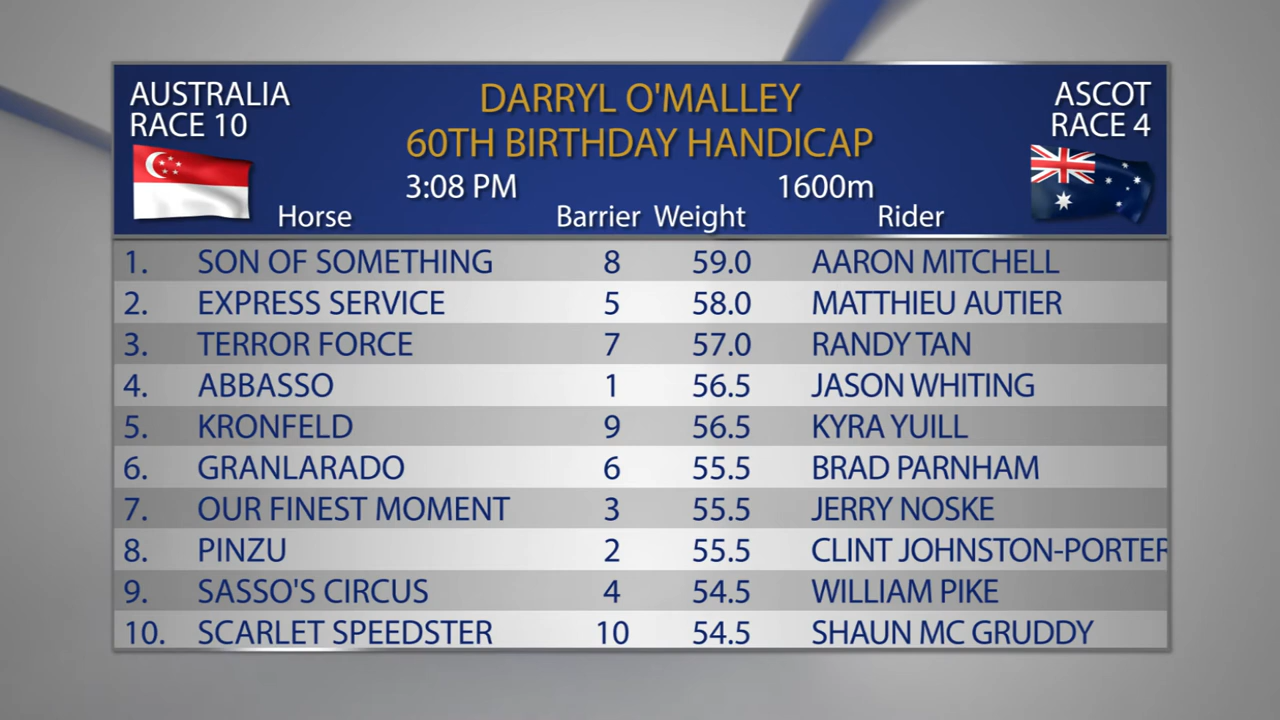 AUSTRALIA
RACE 10
DARRYL O'MALLEY
60TH BIRTHDAY HANDICAP
ASCOT
RACE 4
3:08 PM 1600m
Horse Barrier Weight Rider
1. SON OF SOMETHING 8 59.0 AARON MITCHELL
2. EXPRESS SERVICE 5 58.0 MATTHIEU AUTIER
3. TERROR FORCE 7 57.0 RANDY TAN
4. ABBASSO 1 56.5 JASON WHITING
5. KRONFELD 9 56.5 KYRA YUILL
6. GRANLARADO 6 55.5 BRAD PARNHAM
7. OUR FINEST MOMENT 3 55.5 JERRY NOSKE
8. PINZU 2 55.5 CLINT JOHNSTON-PORTER
9. SASSO'S CIRCUS 4 54.5 WILLIAM PIKE
10. SCARLET SPEEDSTER 10 54.5 SHAUN MC GRUDDY